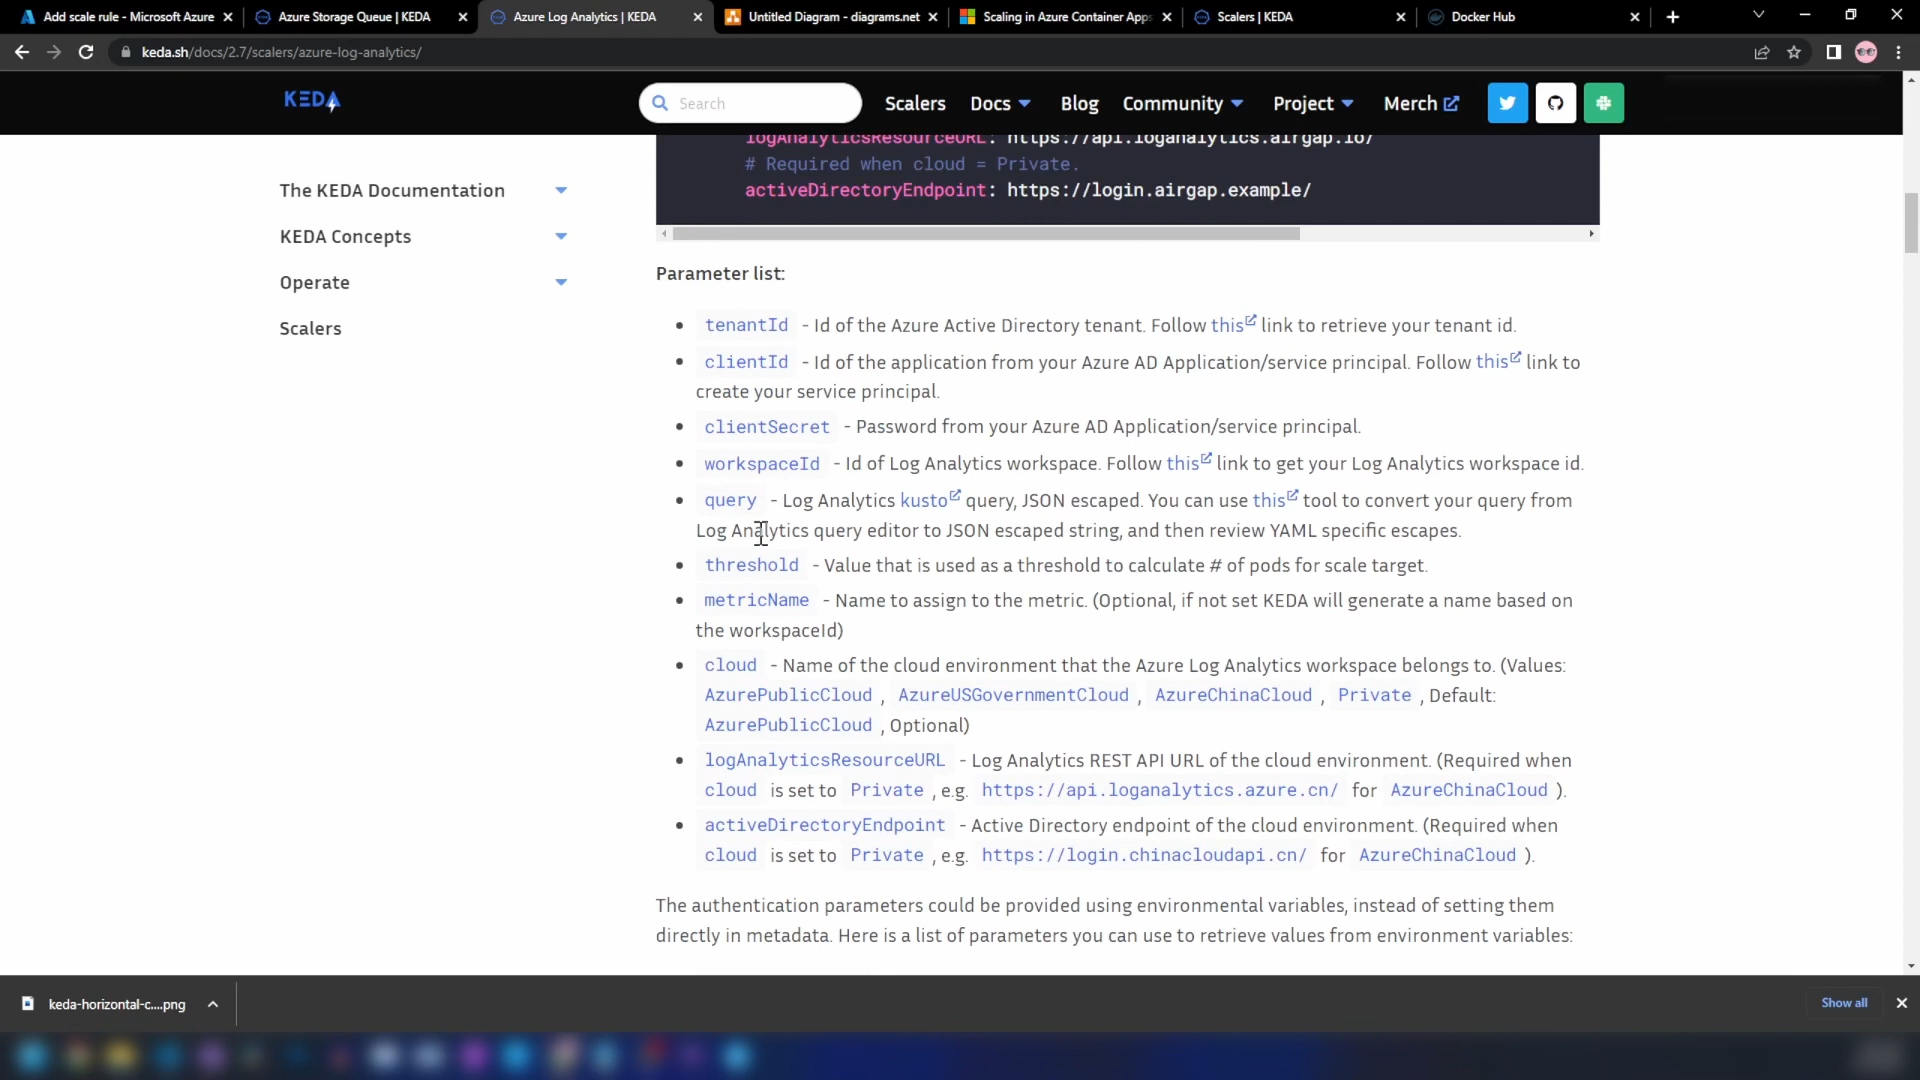 Add scale rule - Microsoft Azure
Azure Storage Queue | KEDA
Azure Log Analytics | KEDA
Untitled Diagram - diagrams.net
Scaling in Azure Container Apps
Scalers | KEDA
Docker Hub
keda.sh/docs/2.7/scalers/azure-log-analytics/
KEDA
Search
Scalers
Docs
Blog
Community
Project
Merch
The KEDA Documentation
KEDA Concepts
Operate
Scalers
logAnalyticsResourceURL: https://api.loganalytics.airgap.io/
# Required when cloud = Private.
activeDirectoryEndpoint: https://login.airgap.example/
Parameter list:
tenantId - Id of the Azure Active Directory tenant. Follow this link to retrieve your tenant id.
clientId - Id of the application from your Azure AD Application/service principal. Follow this link to
create your service principal.
clientSecret - Password from your Azure AD Application/service principal.
workspaceId - Id of Log Analytics workspace. Follow this link to get your Log Analytics workspace id.
query - Log Analytics kusto query, JSON escaped. You can use this tool to convert your query from
Log Analytics query editor to JSON escaped string, and then review YAML specific escapes.
threshold - Value that is used as a threshold to calculate # of pods for scale target.
metricName - Name to assign to the metric. (Optional, if not set KEDA will generate a name based on
the workspaceId)
cloud - Name of the cloud environment that the Azure Log Analytics workspace belongs to. (Values:
AzurePublicCloud , AzureUSGovernmentCloud , AzureChinaCloud , Private , Default:
AzurePublicCloud , Optional)
logAnalyticsResourceURL - Log Analytics REST API URL of the cloud environment. (Required when
cloud is set to Private , e.g. https://api.loganalytics.azure.cn/ for AzureChinaCloud ).
activeDirectoryEndpoint - Active Directory endpoint of the cloud environment. (Required when
cloud is set to Private , e.g. https://login.chinacloudapi.cn/ for AzureChinaCloud ).
The authentication parameters could be provided using environmental variables, instead of setting them
directly in metadata. Here is a list of parameters you can use to retrieve values from environment variables:
keda-horizontal-c....png
Show all